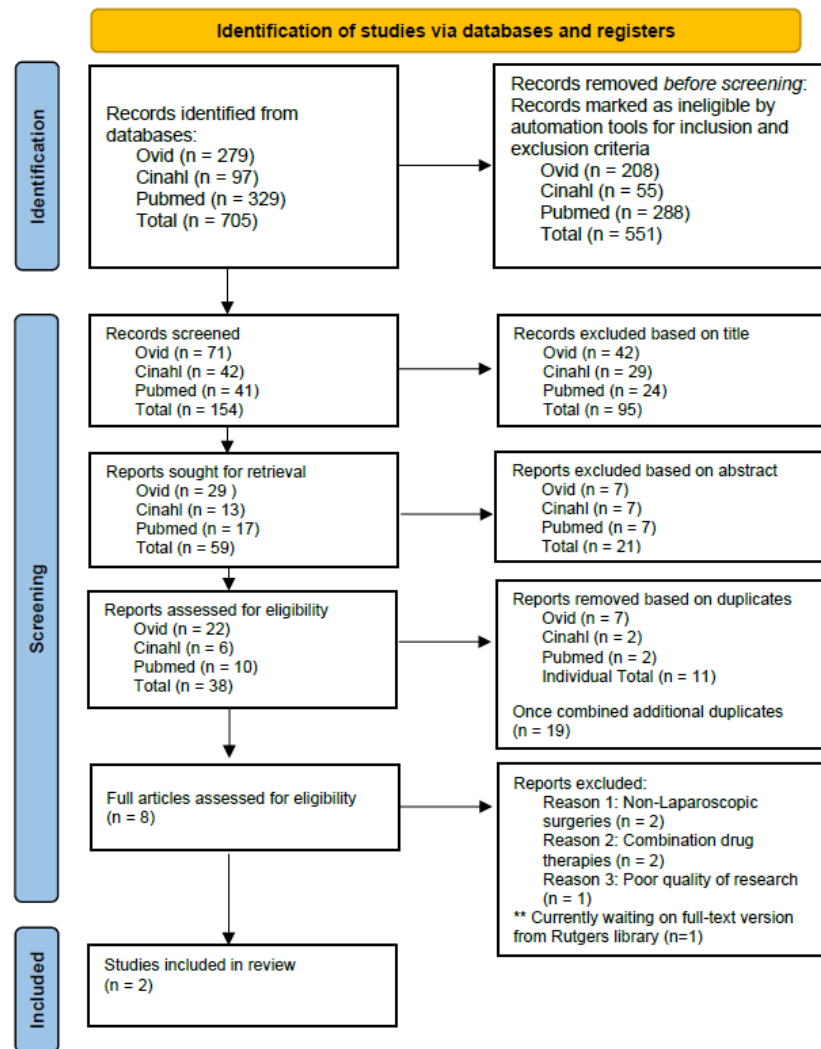 Identification of studies via databases and registers
Identification
Records identified from
databases:
Ovid (n = 279)
Cinahl (n = 97)
Pubmed (n = 329)
Total (n = 705)
Records removed before screening:
Records marked as ineligible by
automation tools for inclusion and
exclusion criteria
Ovid (n = 208)
Cinahl (n = 55)
Pubmed (n = 288)
Total (n = 551)
Screening
Records screened
Ovid (n = 71)
Cinahl (n = 42)
Pubmed (n = 41)
Total (n = 154)
Records excluded based on title
Ovid (n = 42)
Cinahl (n = 29)
Pubmed (n = 24)
Total (n = 95)
Reports sought for retrieval
Ovid (n = 29 )
Cinahl (n = 13)
Pubmed (n = 17)
Total (n = 59)
Reports excluded based on abstract
Ovid (n = 7)
Cinahl (n = 7)
Pubmed (n = 7)
Total (n = 21)
Reports assessed for eligibility
Ovid (n = 22)
Cinahl (n = 6)
Pubmed (n = 10)
Total (n = 38)
Reports removed based on duplicates
Ovid (n = 7)
Cinahl (n = 2)
Pubmed (n = 2)
Individual Total (n = 11)
Once combined additional duplicates
(n = 19)
Full articles assessed for eligibility
(n = 8)
Reports excluded:
Reason 1: Non-Laparoscopic
surgeries (n = 2)
Reason 2: Combination drug
therapies (n = 2)
Reason 3: Poor quality of research
(n = 1)
** Currently waiting on full-text version
from Rutgers library (n=1)
Included
Studies included in review
(n = 2)